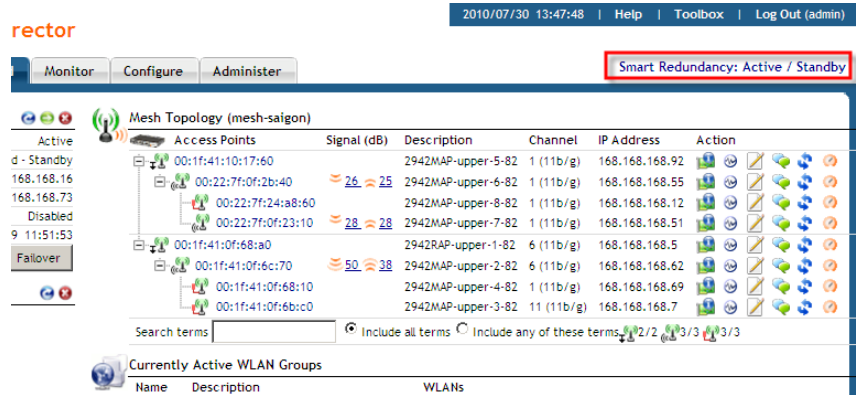 2010/07/30 13:47:48 | Help | Toolbox | Log Out (admin)
rector
Monitor Configure Administer
Smart Redundancy: Active / Standby
Mesh Topology (mesh-saigon)
Active Access Points Signal (dB) Description Channel IP Address Action
d - Standby 00:1f:41:10:17:60 2942MAP-upper-5-82 1 (11b/g) 168.168.168.92
168.168.16 00:22:7f:0f:2b:40 26 25 2942MAP-upper-6-82 1 (11b/g) 168.168.168.55
168.168.73 00:22:7f:24:a8:60 2942MAP-upper-8-82 1 (11b/g) 168.168.168.12
Disabled 00:22:7f:0f:23:10 28 28 2942MAP-upper-7-82 1 (11b/g) 168.168.168.51
9 11:51:53 00:1f:41:0f:68:a0 2942RAP-upper-1-82 6 (11b/g) 168.168.168.5
Failover 00:1f:41:0f:6c:70 50 38 2942MAP-upper-2-82 6 (11b/g) 168.168.168.62
00:1f:41:0f:68:10 2942MAP-upper-4-82 1 (11b/g) 168.168.168.69
00:1f:41:0f:6b:c0 2942MAP-upper-3-82 11 (11b/g) 168.168.168.7
Search terms Include all terms Include any of these terms 2/2 3/3 3/3
Currently Active WLAN Groups
Name Description WLANs